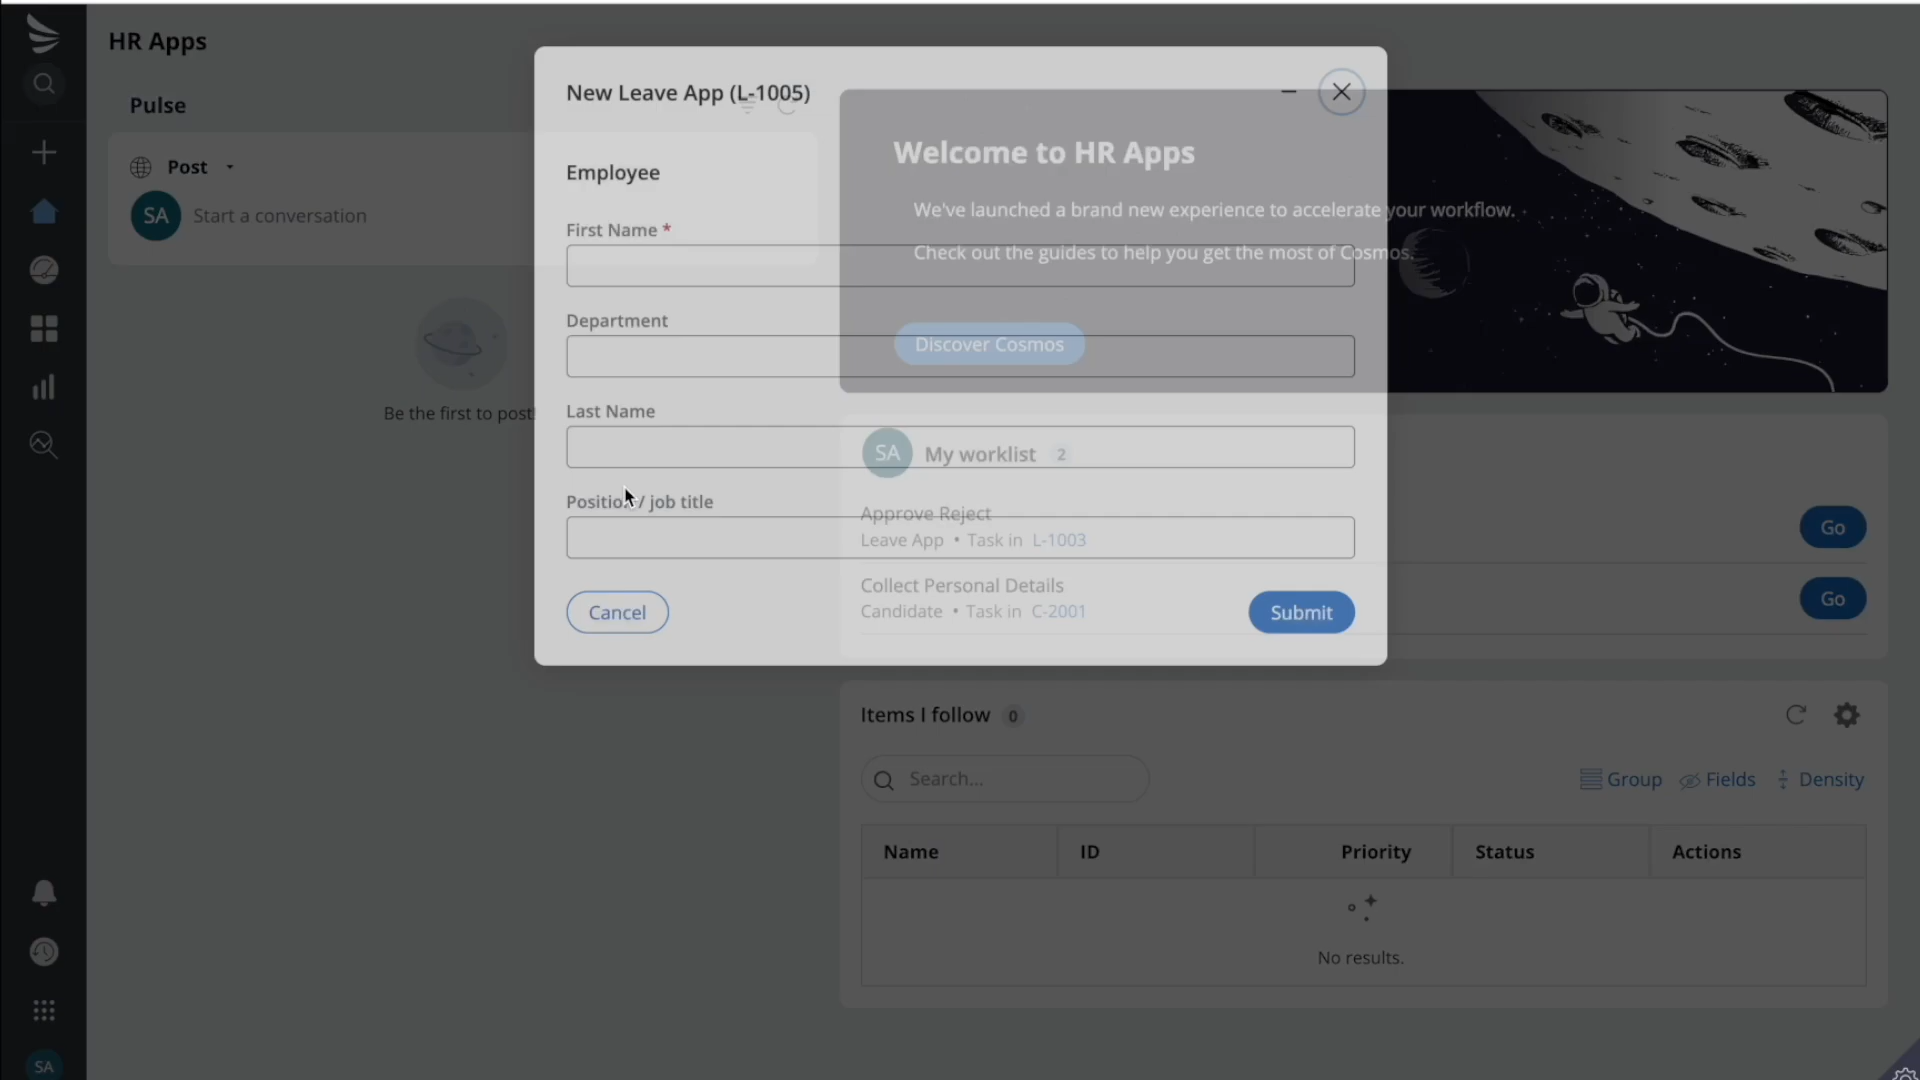 HR Apps
Pulse
Post
SA
Start a conversation
Be the first to post!
New Leave App (L-1005)
Employee
First Name *
Department
Last Name
Position / job title
Cancel
Submit
Welcome to HR Apps
We've launched a brand new experience to accelerate your workflow.
Check out the guides to help you get the most of Cosmos.
Discover Cosmos
SA
My worklist 2
Approve Reject
Leave App • Task in L-1003
Go
Collect Personal Details
Candidate • Task in C-2001
Go
Items I follow 0
Search...
Group
Fields
Density
Name
ID
Priority
Status
Actions
No results.
SA